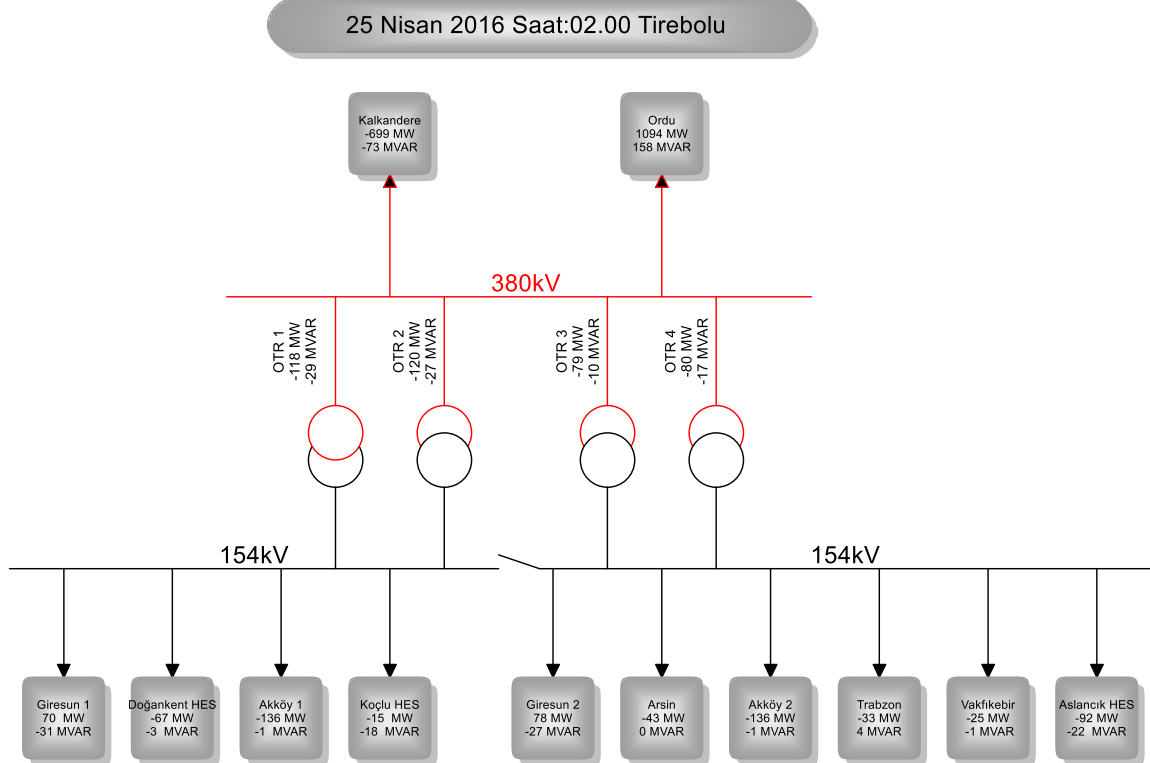 25 Nisan 2016 Saat:02.00 Tirebolu
Kalkandere
-699 MW
-73 MVAR
Ordu
1094 MW
158 MVAR
380kV
OTR 1
-118 MW
-29 MVAR
OTR 2
-120 MW
-27 MVAR
OTR 3
-79 MW
-10 MVAR
OTR 4
-80 MW
-17 MVAR
154kV
154kV
Giresun 1
70 MW
-31 MVAR
Doğankent HES
-67 MW
-3 MVAR
Akköy 1
-136 MW
-1 MVAR
Koçlu HES
-15 MW
-18 MVAR
Giresun 2
78 MW
-27 MVAR
Arsin
-43 MW
0 MVAR
Akköy 2
-136 MW
-1 MVAR
Trabzon
-33 MW
4 MVAR
Vakfıkebir
-25 MW
-1 MVAR
Aslancık HES
-92 MW
-22 MVAR